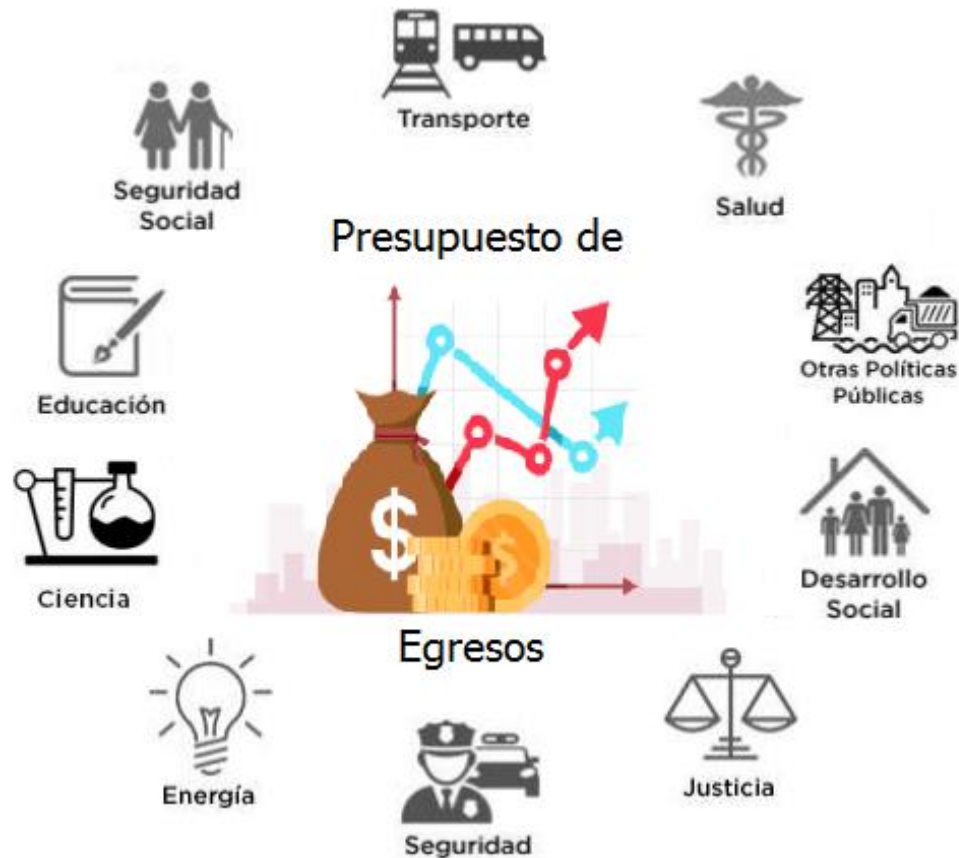 Transporte
Seguridad
Social
Salud
Presupuesto de
Educación
Otras Políticas
Públicas
$
$
Ciencia
Desarrollo
Social
Egresos
Energía
Justicia
Seguridad